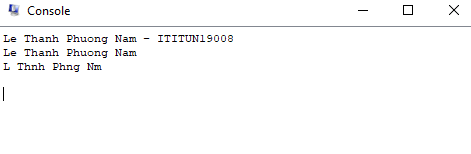 Console
Le Thanh Phuong Nam - ITITUN19008
Le Thanh Phuong Nam
L Thnh Phng Nm